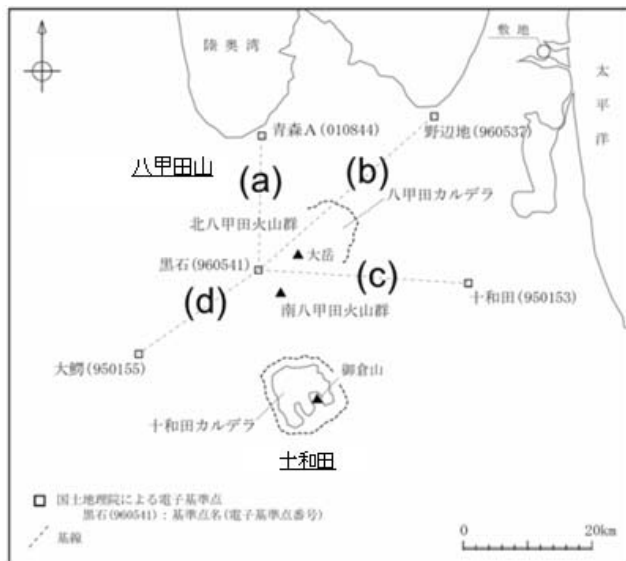 陸奥湾
敷地
太平洋
青森A(010844)
野辺地(960537)
八甲田山
(a)
(b)
八甲田カルデラ
北八甲田火山群
大岳
黒石(960541)
(c)
(d)
十和田(950153)
南八甲田火山群
大鰐(950155)
御倉山
十和田カルデラ
十和田
国土地理院による電子基準点
黒石(960541):基準点名(電子基準点番号)
基線
0 20km